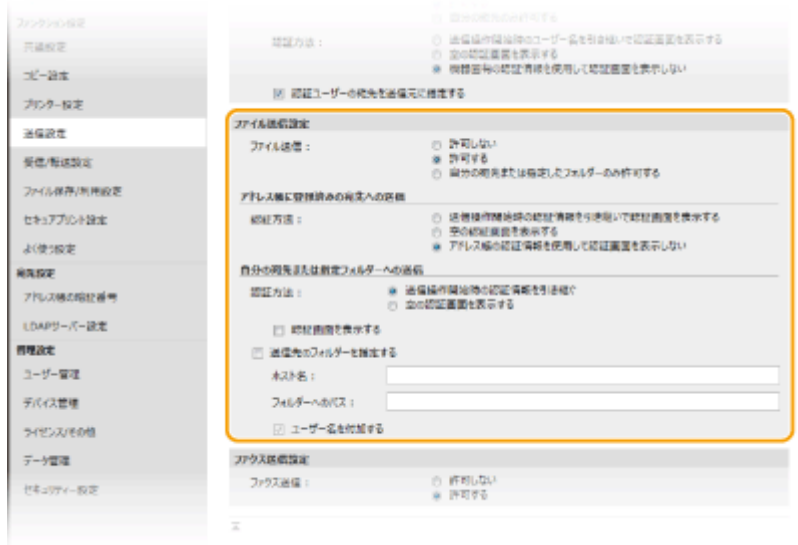 ファンクション設定
共通設定
コピー設定
プリンター設定
送信設定
受信/転送設定
ファイル保存/利用設定
セキュアプリント設定
よく使う設定
宛先設定
アドレス帳の暗証番号
LDAPサーバー設定
管理設定
ユーザー管理
デバイス管理
ライセンス/その他
データ管理
セキュリティー設定
自分の宛先のみ許可する
認証方法：
送信操作開始時のユーザー名を引き継いで認証画面を表示する
空の認証画面を表示する
機器固有の認証情報を使用して認証画面を表示しない
認証ユーザーの宛先を送信元に指定する
ファイル送信設定
ファイル送信：
許可しない
許可する
自分の宛先または指定したフォルダーのみ許可する
アドレス帳に登録済みの宛先への送信
認証方法：
送信操作開始時の認証情報を引き継いで認証画面を表示する
空の認証画面を表示する
アドレス帳の認証情報を使用して認証画面を表示しない
自分の宛先または指定フォルダーへの送信
認証方法：
送信操作開始時の認証情報を引き継ぐ
空の認証画面を表示する
認証画面を表示する
送信先のフォルダーを指定する
ホスト名：
フォルダーへのパス：
ユーザー名を付加する
ファクス送信設定
ファクス送信：
許可しない
許可する